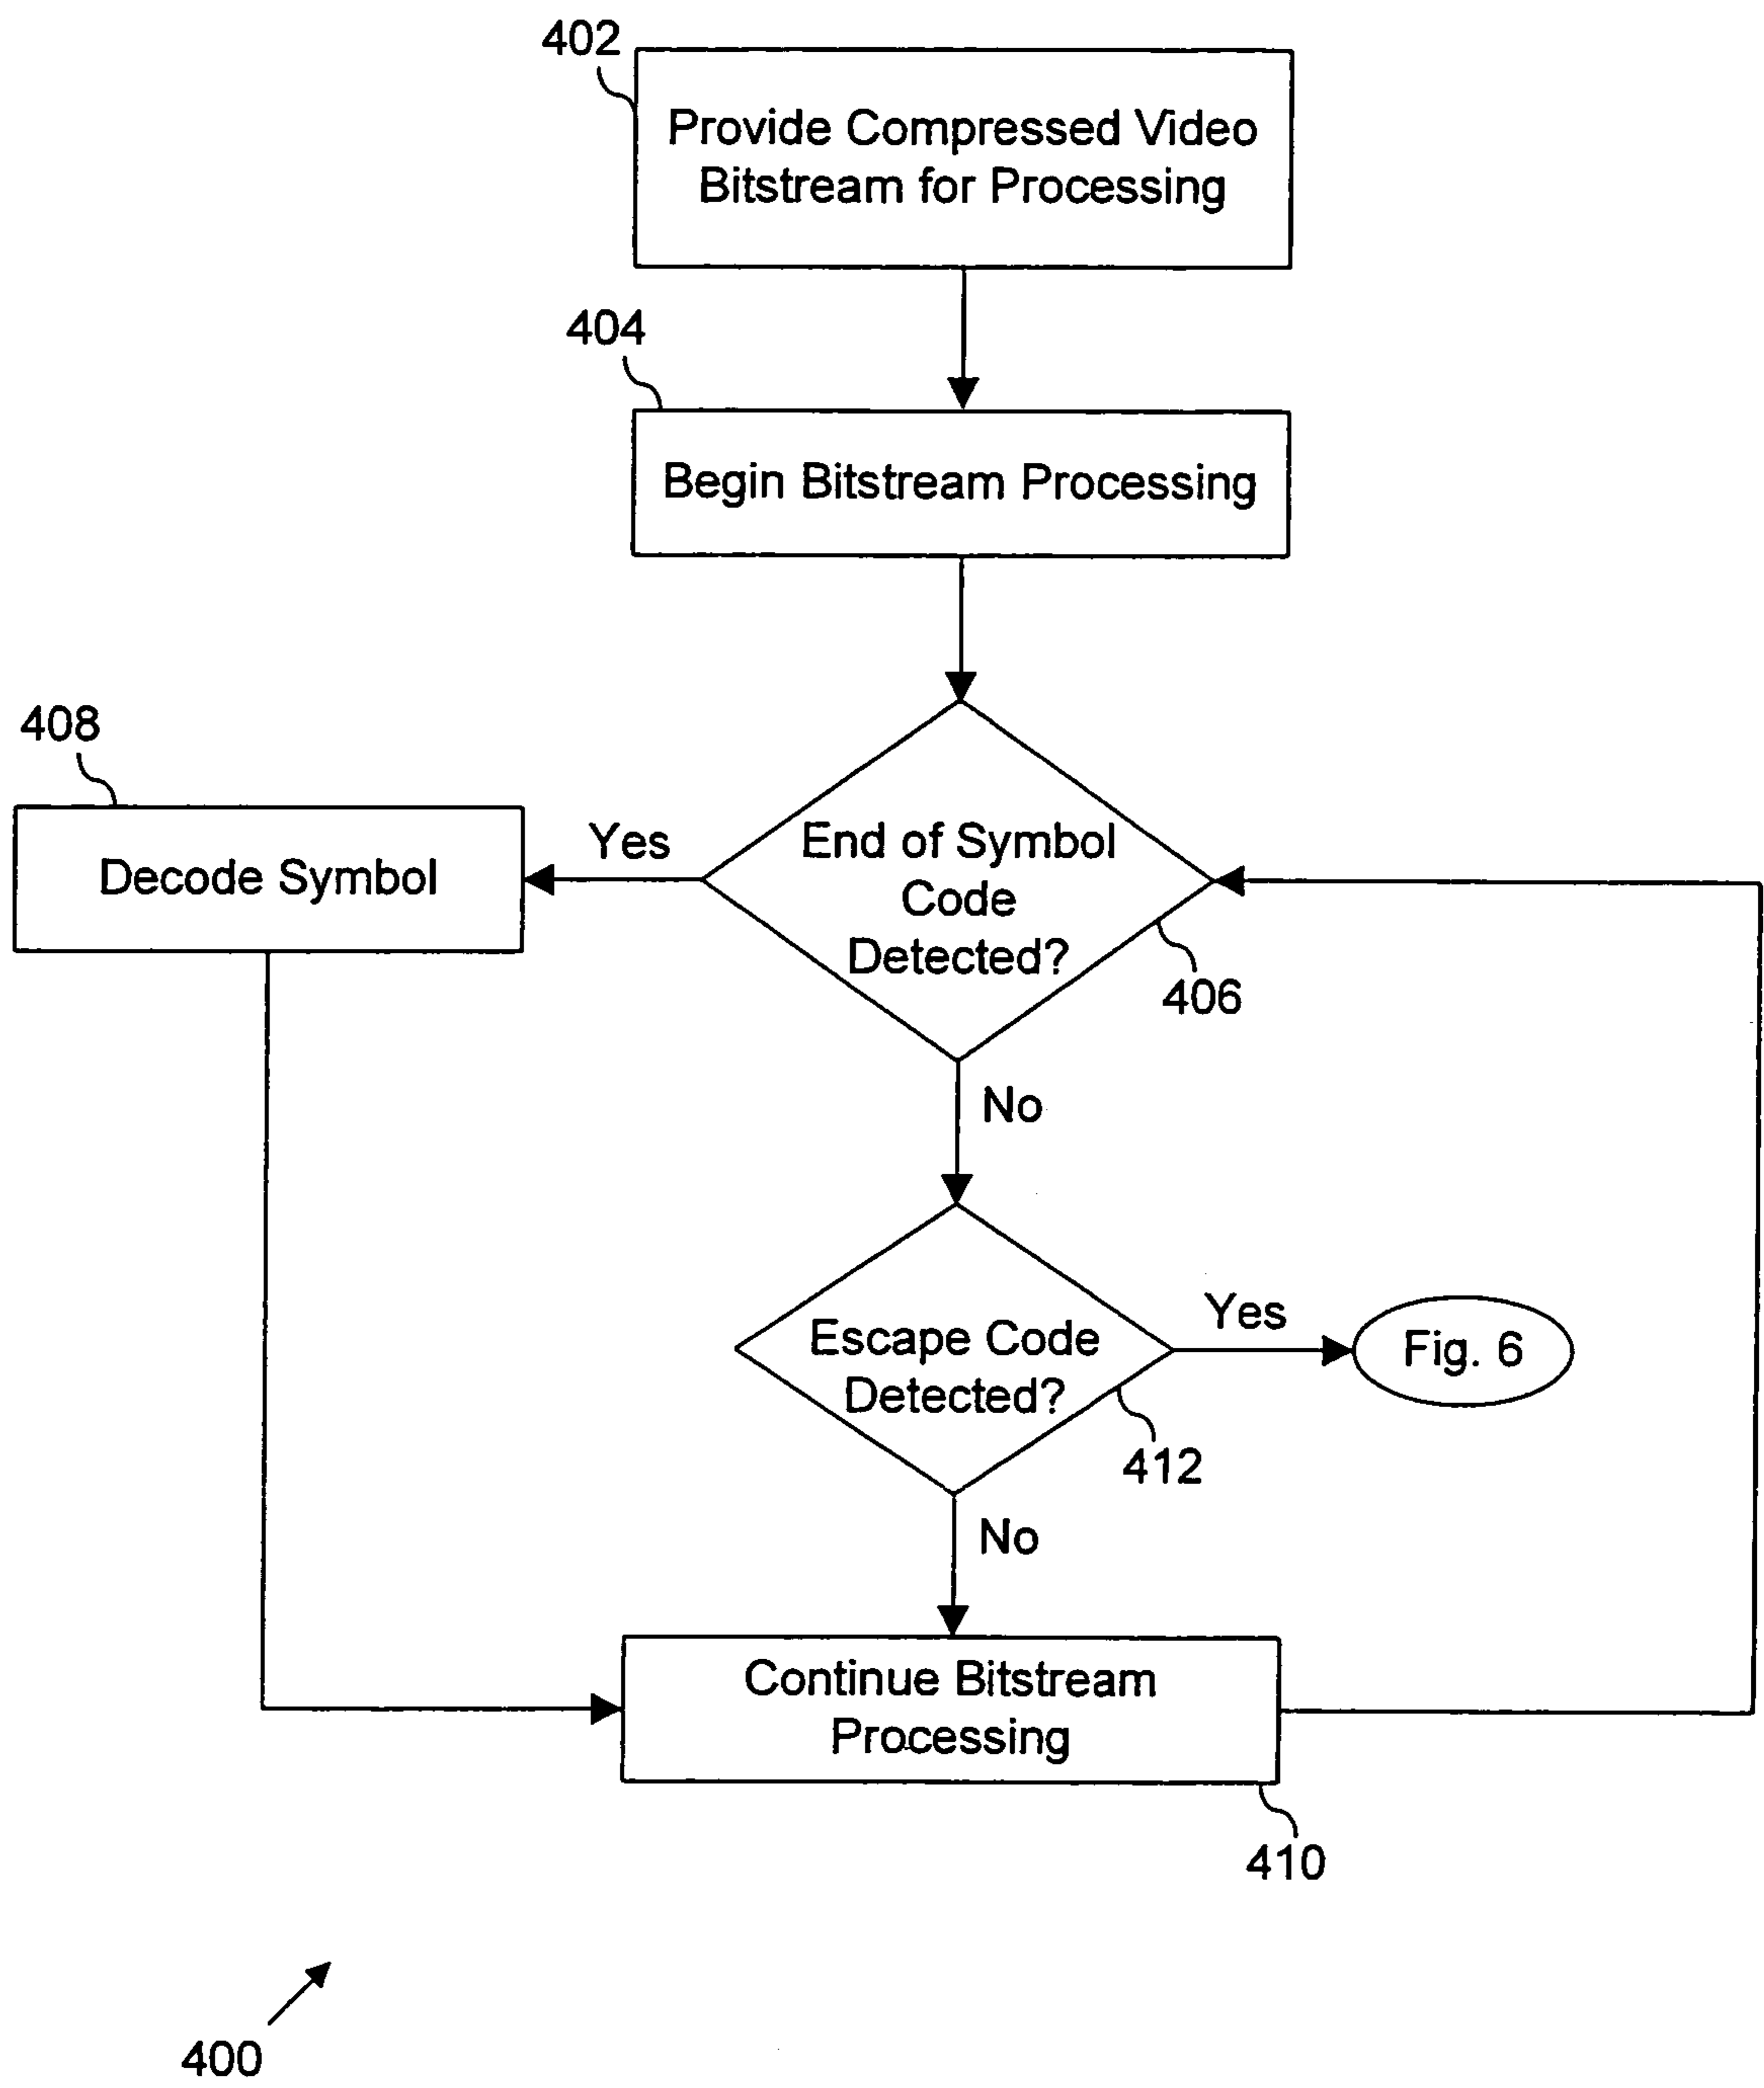 402
Provide Compressed Video
Bitstream for Processing
404
Begin Bitstream Processing
408
Decode Symbol
Yes
End of Symbol
Code
Detected?
406
No
Escape Code
Detected?
Yes
Fig. 6
412
No
Continue Bitstream
Processing
410
400